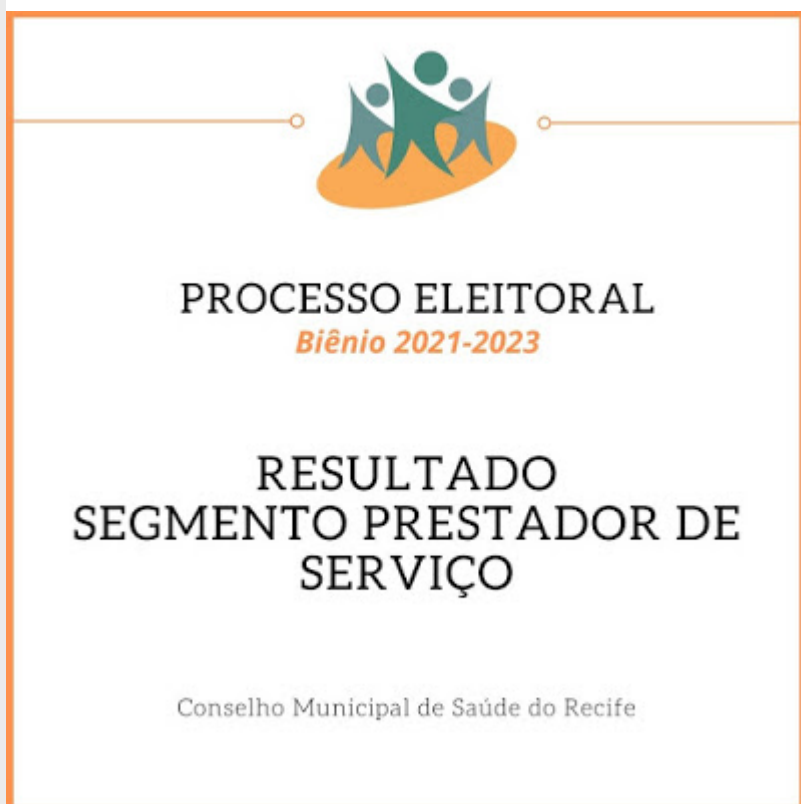 PROCESSO ELEITORAL
Biênio 2021-2023
RESULTADO
SEGMENTO PRESTADOR DE
SERVIÇO
Conselho Municipal de Saúde do Recife